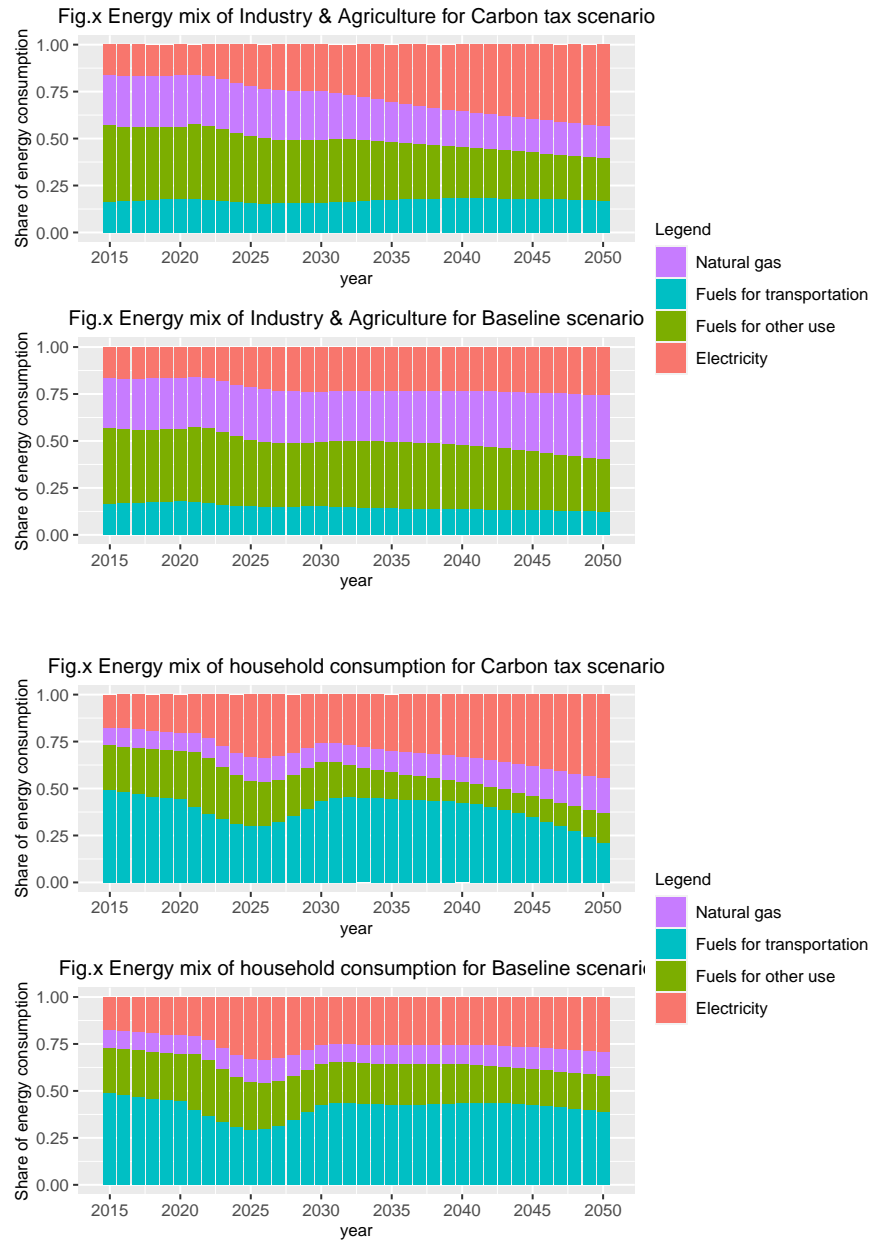 Fig.x Energy mix of Industry & Agriculture for Carbon tax scenario
Share of energy consumption
1.00
0.75
0.50
0.25
0.00
2015 2020 2025 2030 2035 2040 2045 2050
year
Fig.x Energy mix of Industry & Agriculture for Baseline scenario
Share of energy consumption
1.00
0.75
0.50
0.25
0.00
2015 2020 2025 2030 2035 2040 2045 2050
year
Legend
Natural gas
Fuels for transportation
Fuels for other use
Electricity
Fig.x Energy mix of household consumption for Carbon tax scenario
Share of energy consumption
1.00
0.75
0.50
0.25
0.00
2015 2020 2025 2030 2035 2040 2045 2050
year
Fig.x Energy mix of household consumption for Baseline scenari
Share of energy consumption
1.00
0.75
0.50
0.25
0.00
2015 2020 2025 2030 2035 2040 2045 2050
year
Legend
Natural gas
Fuels for transportation
Fuels for other use
Electricity